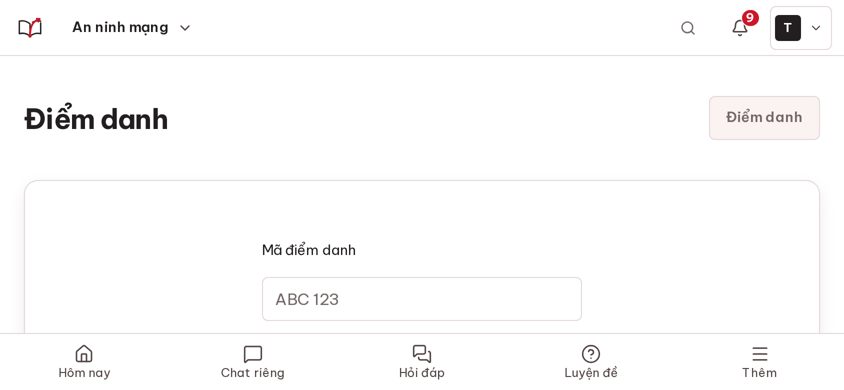 An ninh mạng
9
T
Điểm danh
Điểm danh
Mã điểm danh
ABC 123
Hôm nay
Chat riêng
Hỏi đáp
Luyện đề
Thêm